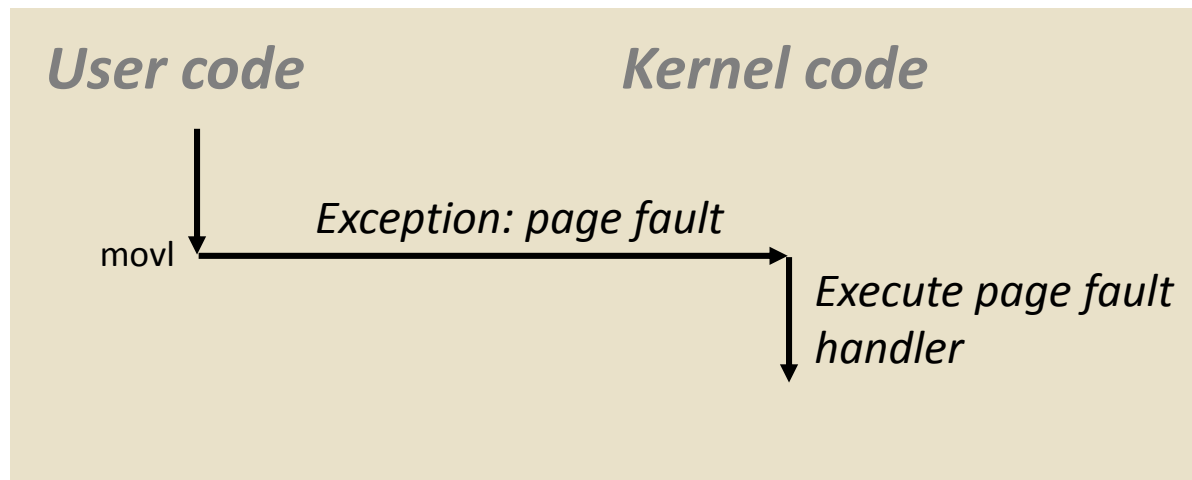 User code
Kernel code
Exception: page fault
movl
Execute page fault
handler